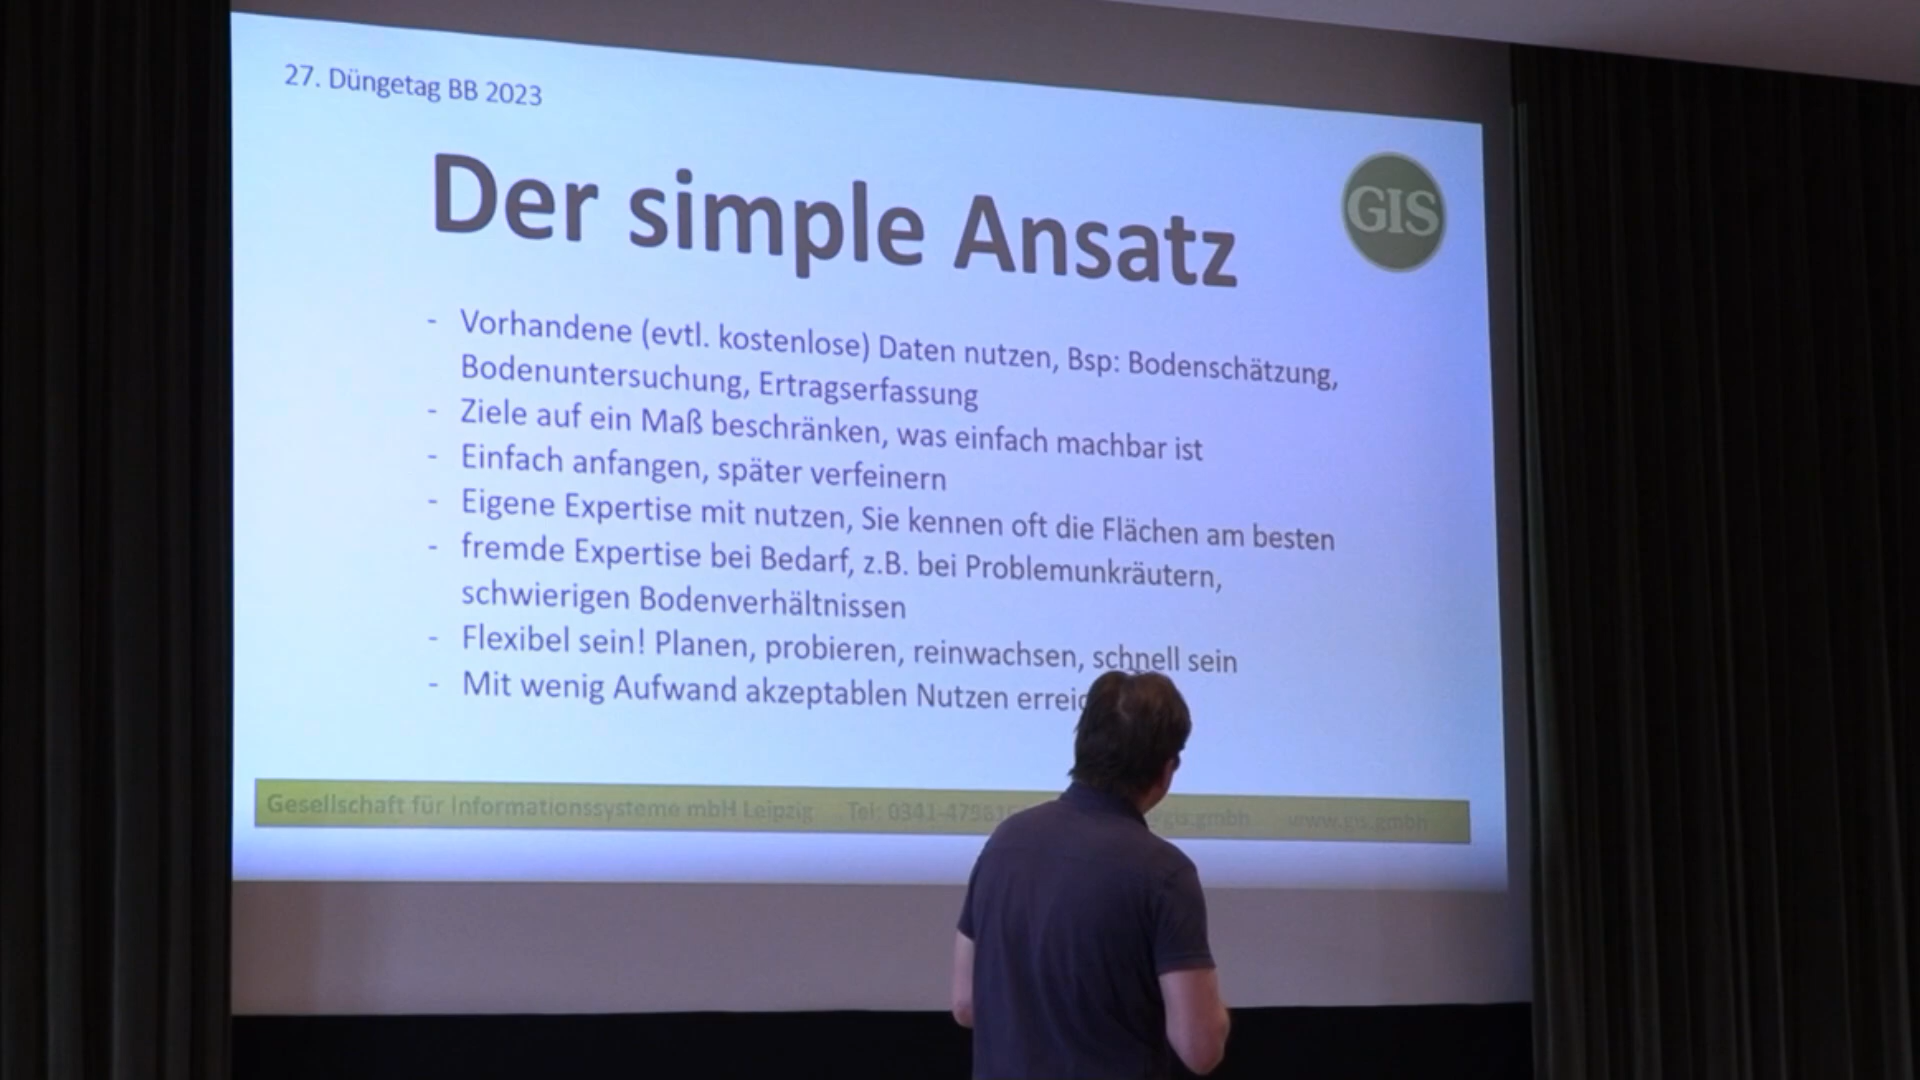 27. Düngetag BB 2023
Der simple Ansatz
GIS
- Vorhandene (evtl. kostenlose) Daten nutzen, Bsp: Bodenschätzung,
Bodenuntersuchung, Ertragserfassung
- Ziele auf ein Maß beschränken, was einfach machbar ist
- Einfach anfangen, später verfeinern
- Eigene Expertise mit nutzen, Sie kennen oft die Flächen am besten
- fremde Expertise bei Bedarf, z.B. bei Problemunkräutern,
schwierigen Bodenverhältnissen
- Flexibel sein! Planen, probieren, reinwachsen, schnell sein
- Mit wenig Aufwand akzeptablen Nutzen
Gesellschaft für Informationssysteme mbH Leipzig Tel: www.gis.gmbh